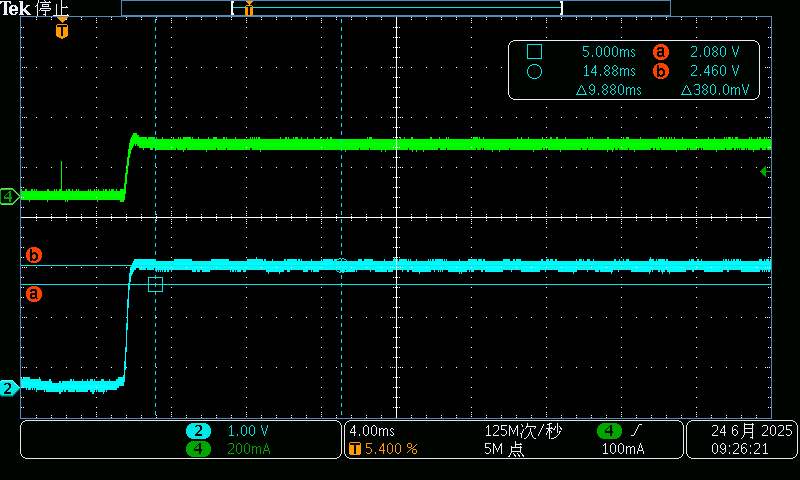 Tek 停止
T
T
5.000ms a 2.080 V
14.88ms b 2.460 V
△9.880ms △380.0mV
4
b
a
2
2 1.00 V
4 200mA
4.00ms 125M次/秒 4
T 5.400 % 5M 点 100mA
24 6月 2025
09:26:21